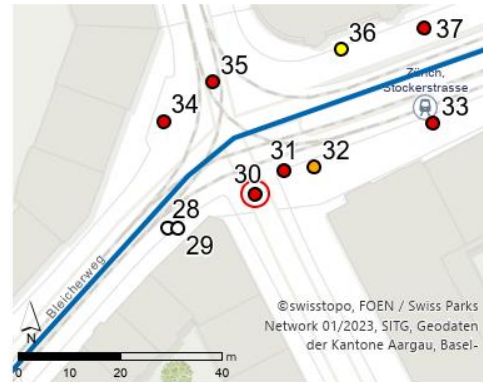 37
36
35
Zürich,
Stockerstrasse
34
33
31
32
30
28
29
Bleicherweg
N
m
0 10 20 40
©swisstopo, FOEN / Swiss Parks
Network 01/2023, SITG, Geodaten
der Kantone Aargau, Basel-